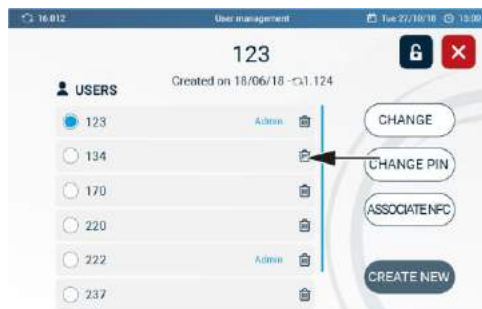 16.012 User management Tue 27/10/18 15:09
123
Created on 18/06/18 - 1.124
USERS
123 Admin
134
170
220
222 Admin
237
CHANGE
CHANGE PIN
ASSOCIATE NFC
CREATE NEW